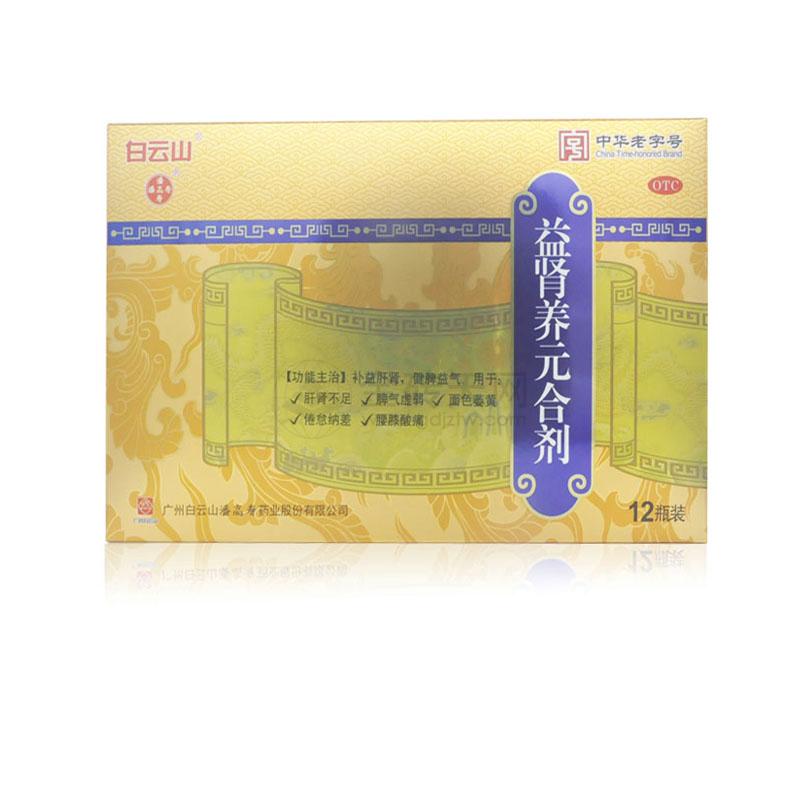 白云山
潘高寿
中华老字号
China Time-honored Brand
OTC
益肾养元合剂
【功能主治】补益肝肾，健脾益气。用于：
✓肝肾不足 ✓脾气虚弱 ✓面色萎黄
✓倦怠纳差 ✓腰膝酸痛
广州白云山潘高寿药业股份有限公司
12瓶装